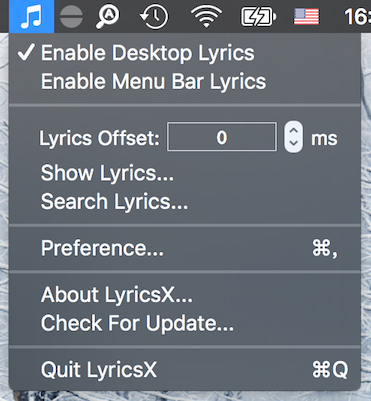 16:
✓ Enable Desktop Lyrics
Enable Menu Bar Lyrics
Lyrics Offset: 0 ms
Show Lyrics...
Search Lyrics...
Preference... ⌘,
About LyricsX...
Check For Update...
Quit LyricsX ⌘Q